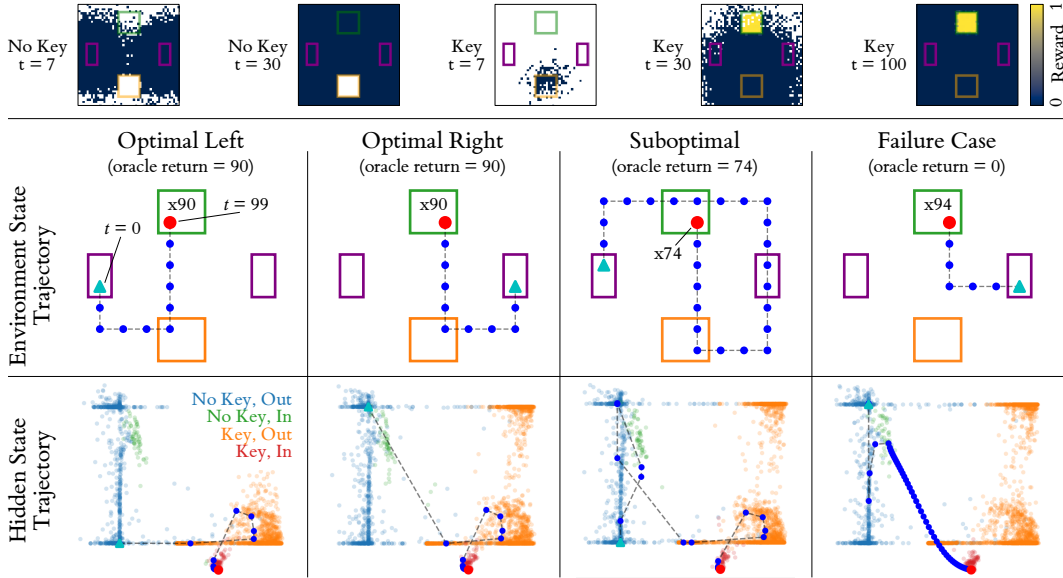 No Key
t = 7
No Key
t = 30
Key
t = 7
Key
t = 30
Key
t = 100
0 Reward 1
Optimal Left
(oracle return = 90)
Optimal Right
(oracle return = 90)
Suboptimal
(oracle return = 74)
Failure Case
(oracle return = 0)
Environment State
Trajectory
x90
t = 99
t = 0
x90
x74
x94
Hidden State
Trajectory
No Key, Out
No Key, In
Key, Out
Key, In